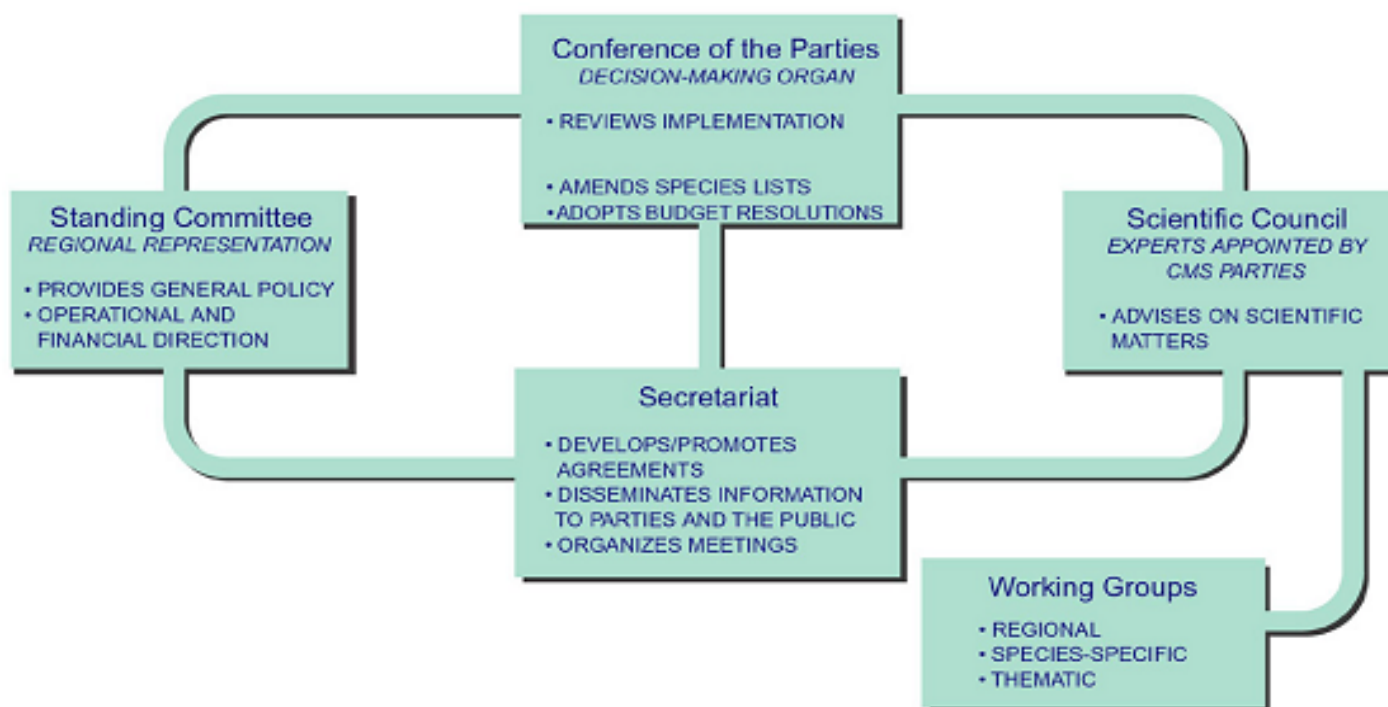 Conference of the Parties
DECISION-MAKING ORGAN
• REVIEWS IMPLEMENTATION
• AMENDS SPECIES LISTS
• ADOPTS BUDGET RESOLUTIONS
Standing Committee
REGIONAL REPRESENTATION
• PROVIDES GENERAL POLICY
• OPERATIONAL AND
FINANCIAL DIRECTION
Scientific Council
EXPERTS APPOINTED BY
CMS PARTIES
• ADVISES ON SCIENTIFIC
MATTERS
Secretariat
• DEVELOPS/PROMOTES
AGREEMENTS
• DISSEMINATES INFORMATION
TO PARTIES AND THE PUBLIC
• ORGANIZES MEETINGS
Working Groups
• REGIONAL
• SPECIES-SPECIFIC
• THEMATIC